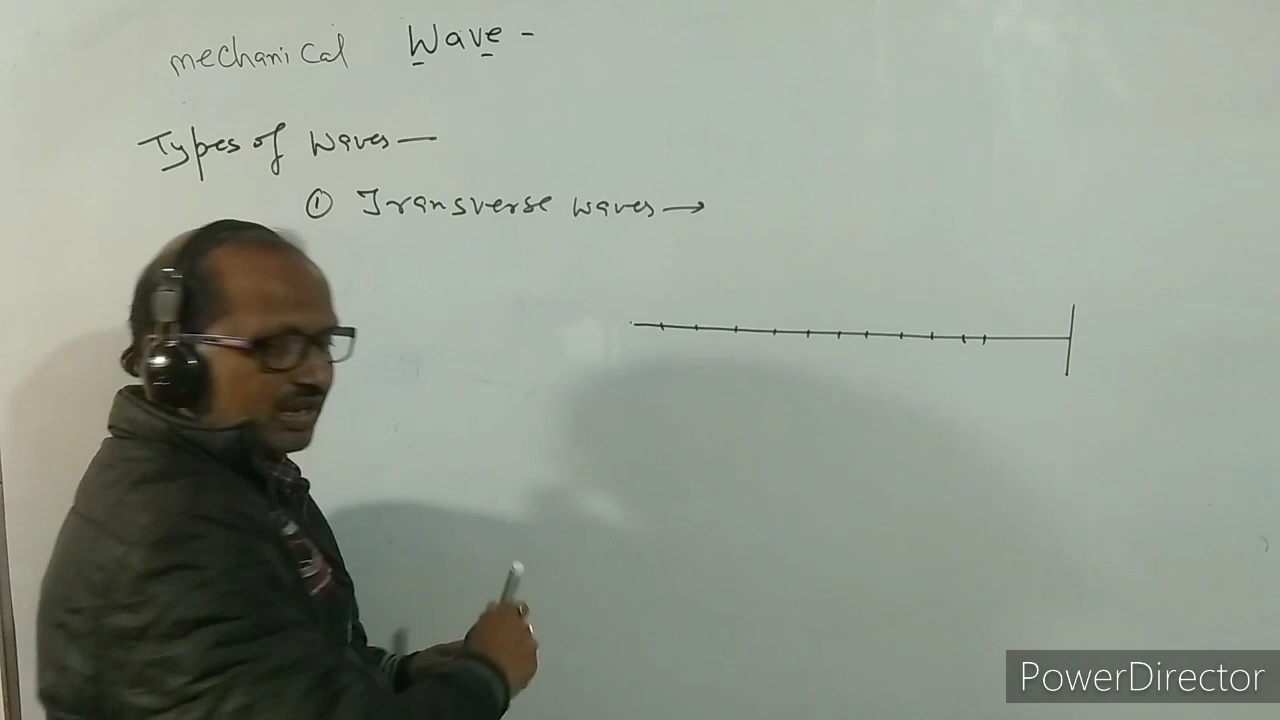 mechanical Wave -
Types of Waves —
① Transverse waves →
PowerDirector